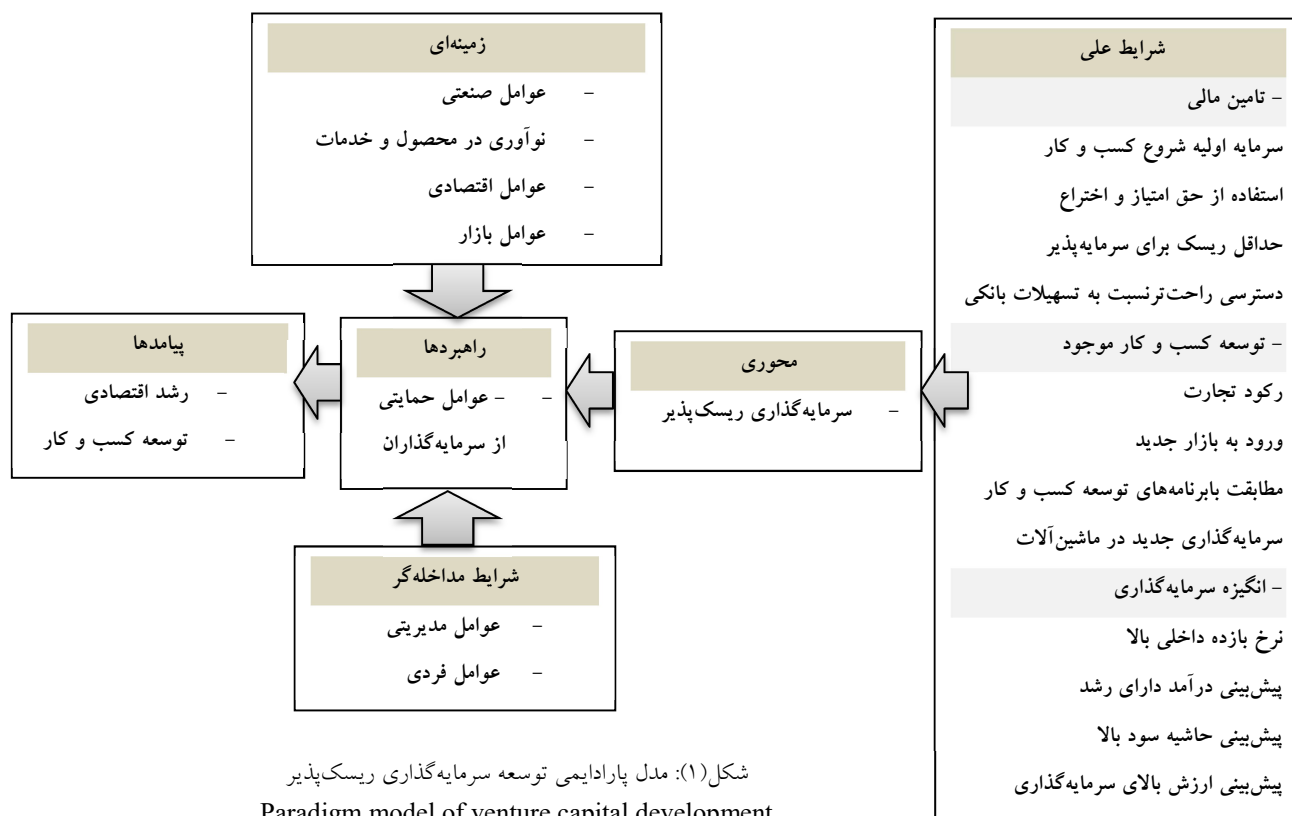 شرایط علی
- تامین مالی
سرمایه اولیه شروع کسب و کار
استفاده از حق امتیاز و اختراع
حداقل ریسک برای سرمایه‌پذیر
دسترسی راحت‌ترنسبت به تسهیلات بانکی
- توسعه کسب و کار موجود
رکود تجارت
ورود به بازار جدید
مطابقت بابرنامه‌های توسعه کسب و کار
سرمایه‌گذاری جدید در ماشین‌آلات
- انگیزه سرمایه‌گذاری
نرخ بازده داخلی بالا
پیش‌بینی درآمد دارای رشد
پیش‌بینی حاشیه سود بالا
پیش‌بینی ارزش بالای سرمایه‌گذاری
زمینه‌ای
- عوامل صنعتی
- نوآوری در محصول و خدمات
- عوامل اقتصادی
- عوامل بازار
محوری
- سرمایه‌گذاری ریسک‌پذیر
راهبردها
- - عوامل حمایتی
از سرمایه‌گذاران
پیامدها
- رشد اقتصادی
- توسعه کسب و کار
شرایط مداخله‌گر
- عوامل مدیریتی
- عوامل فردی
شکل(۱): مدل پارادایمی توسعه سرمایه‌گذاری ریسک‌پذیر
Paradigm model of venture capital development